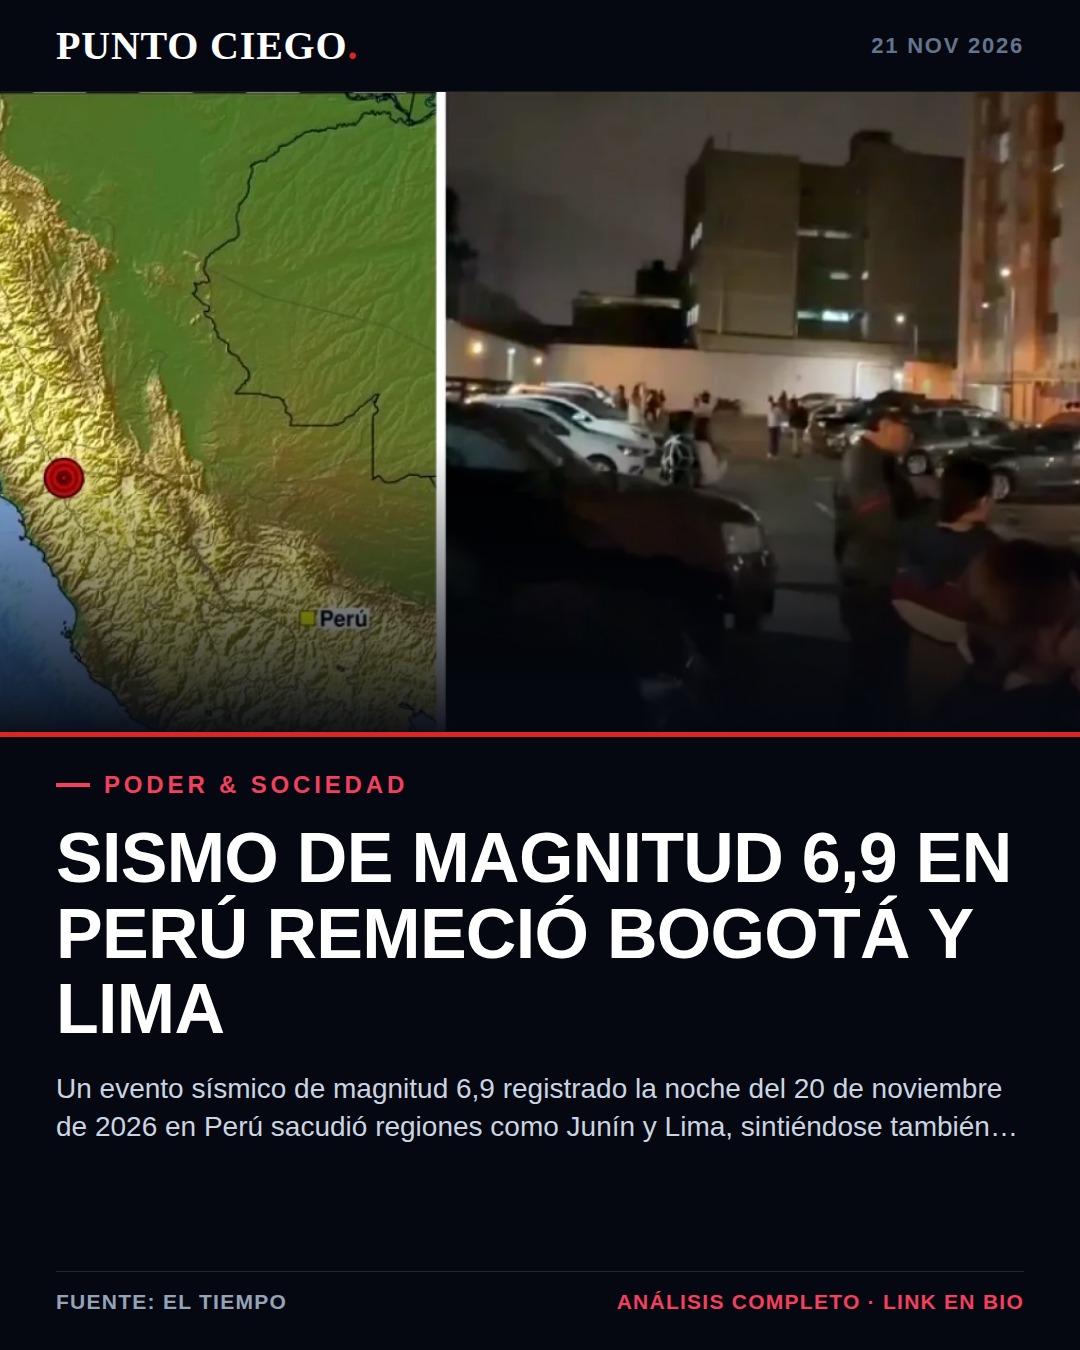 PUNTO CIEGO.
21 NOV 2026
Perú
PODER & SOCIEDAD
SISMO DE MAGNITUD 6,9 EN
PERÚ REMECIÓ BOGOTÁ Y
LIMA
Un evento sísmico de magnitud 6,9 registrado la noche del 20 de noviembre
de 2026 en Perú sacudió regiones como Junín y Lima, sintiéndose también…
FUENTE: EL TIEMPO
ANÁLISIS COMPLETO · LINK EN BIO